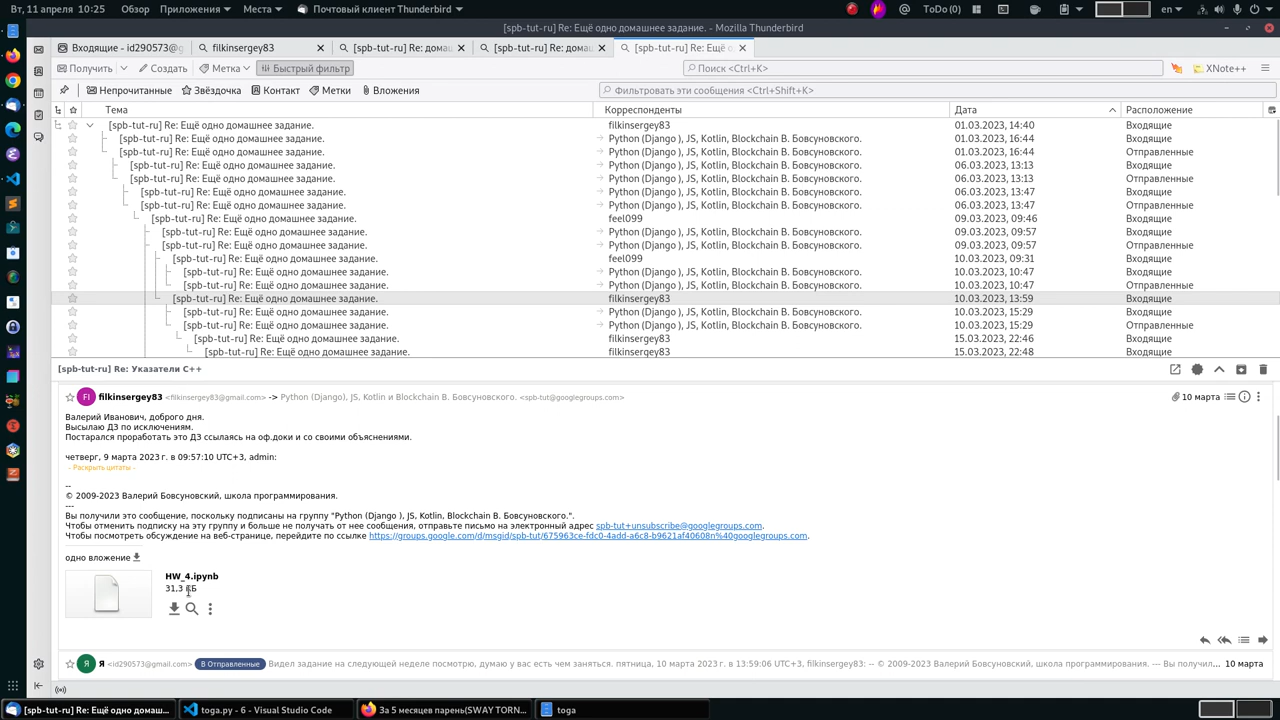 Вт, 11 апреля 10:25 Обзор Приложения Места Почтовый клиент Thunderbird ToDo (0) en
[spb-tut-ru] Re: Ещё одно домашнее задание. - Mozilla Thunderbird
Входящие - id290573@g filkinsergey83 [spb-tut-ru] Re: дома [spb-tut-ru] Re: дома [spb-tut-ru] Re: Ещё о
Получить Создать Метка Быстрый фильтр Поиск <Ctrl+K> XNote++
Непрочитанные Звёздочка Контакт Метки Вложения Фильтровать эти сообщения <Ctrl+Shift+K>
Тема Корреспонденты Дата Расположение
[spb-tut-ru] Re: Ещё одно домашнее задание. filkinsergey83 01.03.2023, 14:40 Входящие
[spb-tut-ru] Re: Ещё одно домашнее задание. Python (Django ), JS, Kotlin, Blockchain В. Бовсуновского. 01.03.2023, 16:44 Входящие
[spb-tut-ru] Re: Ещё одно домашнее задание. Python (Django ), JS, Kotlin, Blockchain В. Бовсуновского. 01.03.2023, 16:44 Отправленные
[spb-tut-ru] Re: Ещё одно домашнее задание. Python (Django ), JS, Kotlin, Blockchain В. Бовсуновского. 06.03.2023, 13:13 Входящие
[spb-tut-ru] Re: Ещё одно домашнее задание. Python (Django ), JS, Kotlin, Blockchain В. Бовсуновского. 06.03.2023, 13:13 Отправленные
[spb-tut-ru] Re: Ещё одно домашнее задание. Python (Django ), JS, Kotlin, Blockchain В. Бовсуновского. 06.03.2023, 13:47 Входящие
[spb-tut-ru] Re: Ещё одно домашнее задание. Python (Django ), JS, Kotlin, Blockchain В. Бовсуновского. 06.03.2023, 13:47 Отправленные
[spb-tut-ru] Re: Ещё одно домашнее задание. feel099 09.03.2023, 09:46 Входящие
[spb-tut-ru] Re: Ещё одно домашнее задание. Python (Django ), JS, Kotlin, Blockchain В. Бовсуновского. 09.03.2023, 09:57 Входящие
[spb-tut-ru] Re: Ещё одно домашнее задание. Python (Django ), JS, Kotlin, Blockchain В. Бовсуновского. 09.03.2023, 09:57 Отправленные
[spb-tut-ru] Re: Ещё одно домашнее задание. feel099 10.03.2023, 09:31 Входящие
[spb-tut-ru] Re: Ещё одно домашнее задание. Python (Django ), JS, Kotlin, Blockchain В. Бовсуновского. 10.03.2023, 10:47 Входящие
[spb-tut-ru] Re: Ещё одно домашнее задание. Python (Django ), JS, Kotlin, Blockchain В. Бовсуновского. 10.03.2023, 10:47 Отправленные
[spb-tut-ru] Re: Ещё одно домашнее задание. filkinsergey83 10.03.2023, 13:59 Входящие
[spb-tut-ru] Re: Ещё одно домашнее задание. Python (Django ), JS, Kotlin, Blockchain В. Бовсуновского. 10.03.2023, 15:29 Входящие
[spb-tut-ru] Re: Ещё одно домашнее задание. Python (Django ), JS, Kotlin, Blockchain В. Бовсуновского. 10.03.2023, 15:29 Отправленные
[spb-tut-ru] Re: Ещё одно домашнее задание. filkinsergey83 15.03.2023, 22:46 Входящие
[spb-tut-ru] Re: Ещё одно домашнее задание. filkinsergey83 15.03.2023, 22:48 Входящие
[spb-tut-ru] Re: Указатели C++
FI filkinsergey83 <filkinsergey83@gmail.com> -> Python (Django), JS, Kotlin и Blockchain В. Бовсуновского. <spb-tut@googlegroups.com> 10 марта
Валерий Иванович, доброго дня.
Высылаю ДЗ по исключениям.
Постарался проработать это ДЗ ссылаясь на оф.доки и со своими объяснениями.
четверг, 9 марта 2023 г. в 09:57:10 UTC+3, admin:
- Раскрыть цитаты -
--
© 2009-2023 Валерий Бовсуновский, школа программирования.
---
Вы получили это сообщение, поскольку подписаны на группу "Python (Django ), JS, Kotlin, Blockchain В. Бовсуновского.".
Чтобы отменить подписку на эту группу и больше не получать от нее сообщения, отправьте письмо на электронный адрес spb-tut+unsubscribe@googlegroups.com.
Чтобы посмотреть обсуждение на веб-странице, перейдите по ссылке https://groups.google.com/d/msgid/spb-tut/675963ce-fdc0-4add-a6c8-b9621af40608n%40googlegroups.com.
одно вложение
HW_4.ipynb
31,3 КБ
Я Я <id290573@gmail.com> В Отправленные Видел задание на следующей неделе посмотрю, думаю у вас есть чем заняться. пятница, 10 марта 2023 г. в 13:59:06 UTC+3, filkinsergey83: -- © 2009-2023 Валерий Бовсуновский, школа программирования. --- Вы получил... 10 марта
[spb-tut-ru] Re: Ещё одно домаш... toga.py - 6 - Visual Studio Code За 5 месяцев парень(SWAY TORN... toga